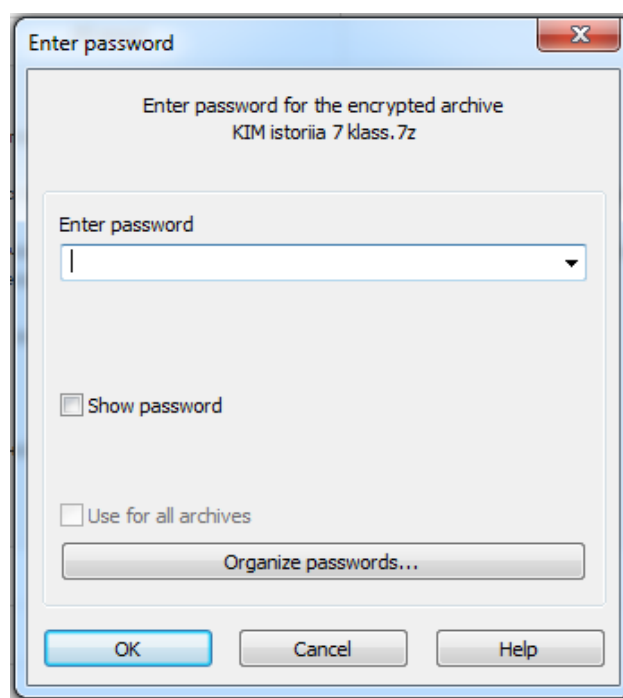 Enter password
Enter password for the encrypted archive
KIM istoriia 7 klass.7z
Enter password
Show password
Use for all archives
Organize passwords...
OK
Cancel
Help